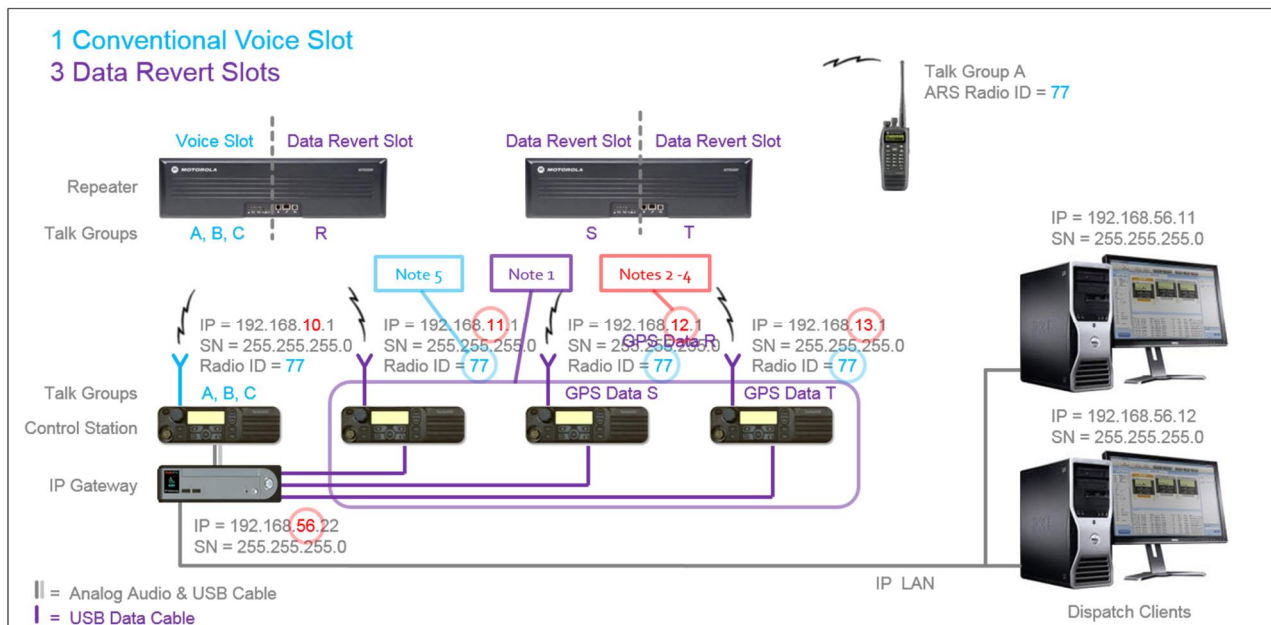 1 Conventional Voice Slot
3 Data Revert Slots
Talk Group A
ARS Radio ID = 77
Voice Slot
Data Revert Slot
Data Revert Slot
Data Revert Slot
Repeater
MOTOROLA
MOTOROLA
Talk Groups
A, B, C
R
S
T
IP = 192.168.56.11
SN = 255.255.255.0
Note 5
Note 1
Notes 2 -4
IP = 192.168.10.1
SN = 255.255.255.0
Radio ID = 77
IP = 192.168.11.1
SN = 255.255.255.0
Radio ID = 77
IP = 192.168.12.1
GPS Data R
SN = 255.255.255.0
Radio ID = 77
IP = 192.168.13.1
SN = 255.255.255.0
Radio ID = 77
Talk Groups
A, B, C
GPS Data S
GPS Data T
Control Station
IP = 192.168.56.12
SN = 255.255.255.0
IP Gateway
IP = 192.168.56.22
SN = 255.255.255.0
IP LAN
= Analog Audio & USB Cable
= USB Data Cable
Dispatch Clients